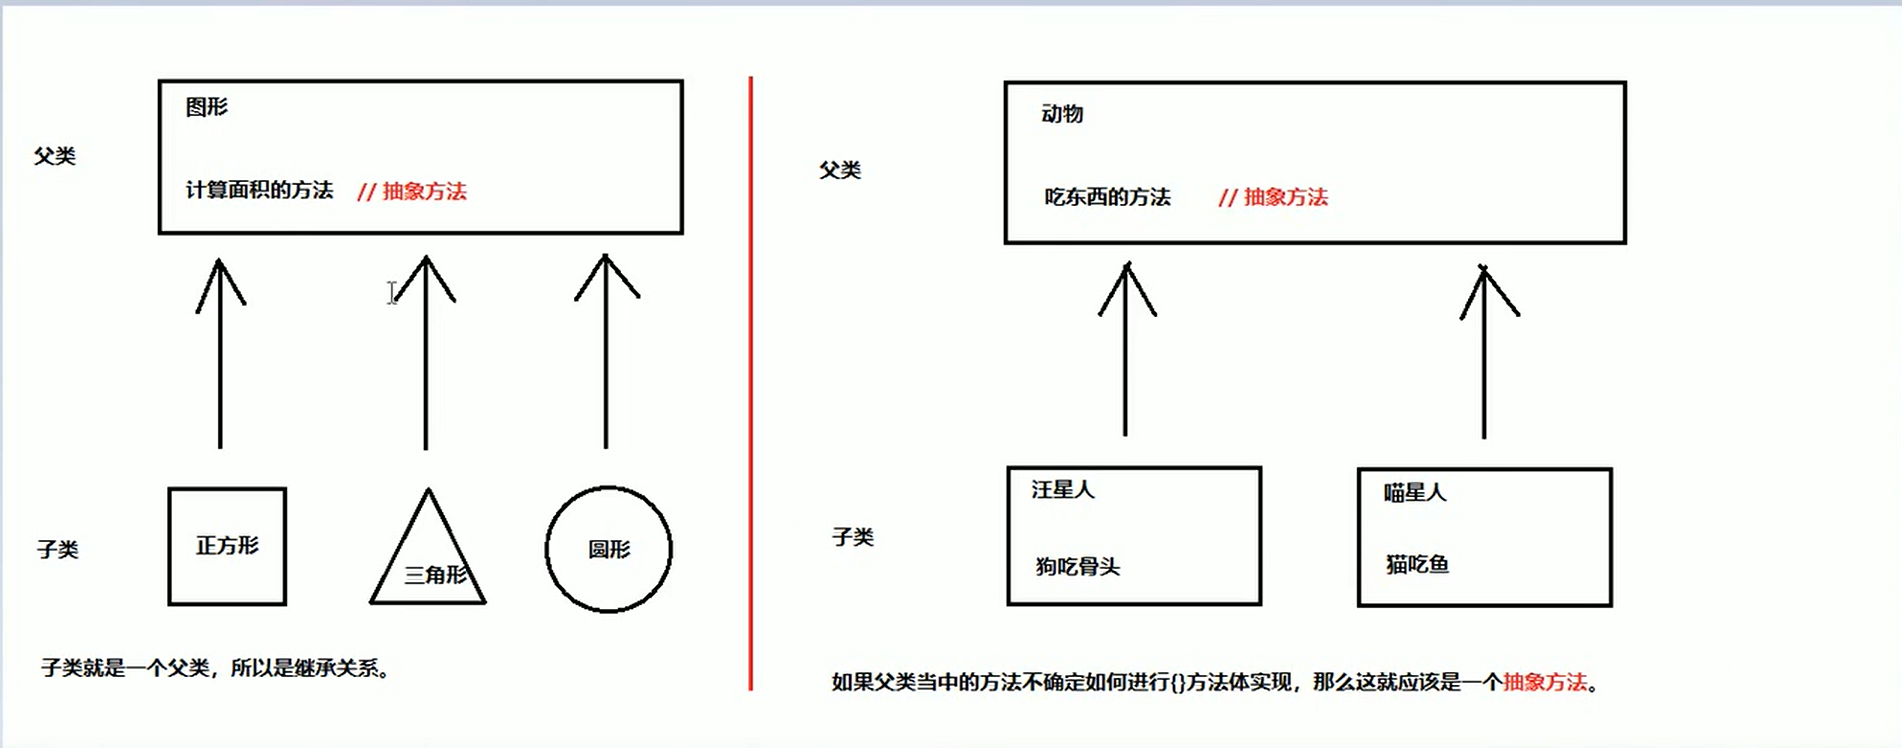 图形
父类
计算面积的方法 // 抽象方法
正方形
三角形
圆形
子类
子类就是一个父类，所以是继承关系。
动物
父类
吃东西的方法 // 抽象方法
汪星人
狗吃骨头
喵星人
猫吃鱼
子类
如果父类当中的方法不确定如何进行{}方法体实现，那么这就应该是一个抽象方法。